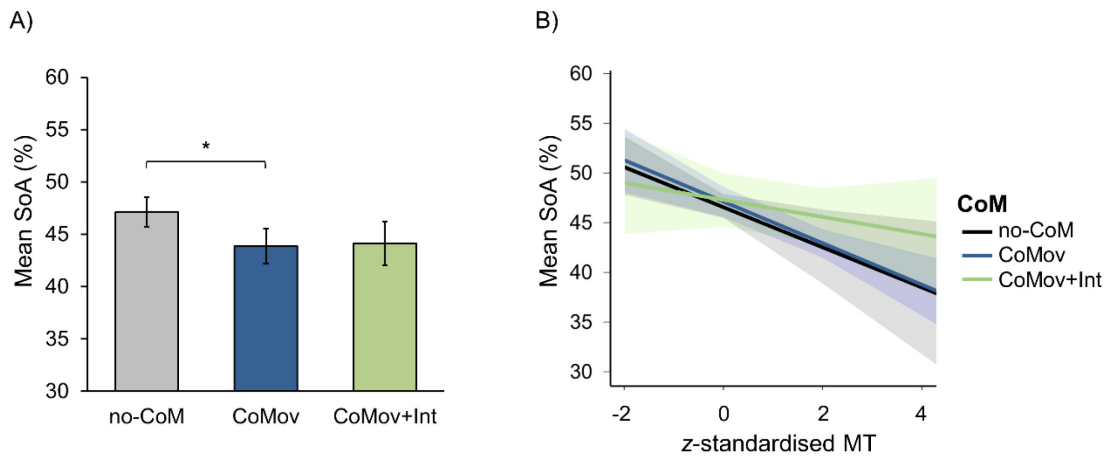 A)
Mean SoA (%)
60
55
50
45
40
35
30
*
no-CoM
CoMov
CoMov+Int
B)
Mean SoA (%)
60
55
50
45
40
35
30
-2
0
2
4
z-standardised MT
CoM
no-CoM
CoMov
CoMov+Int